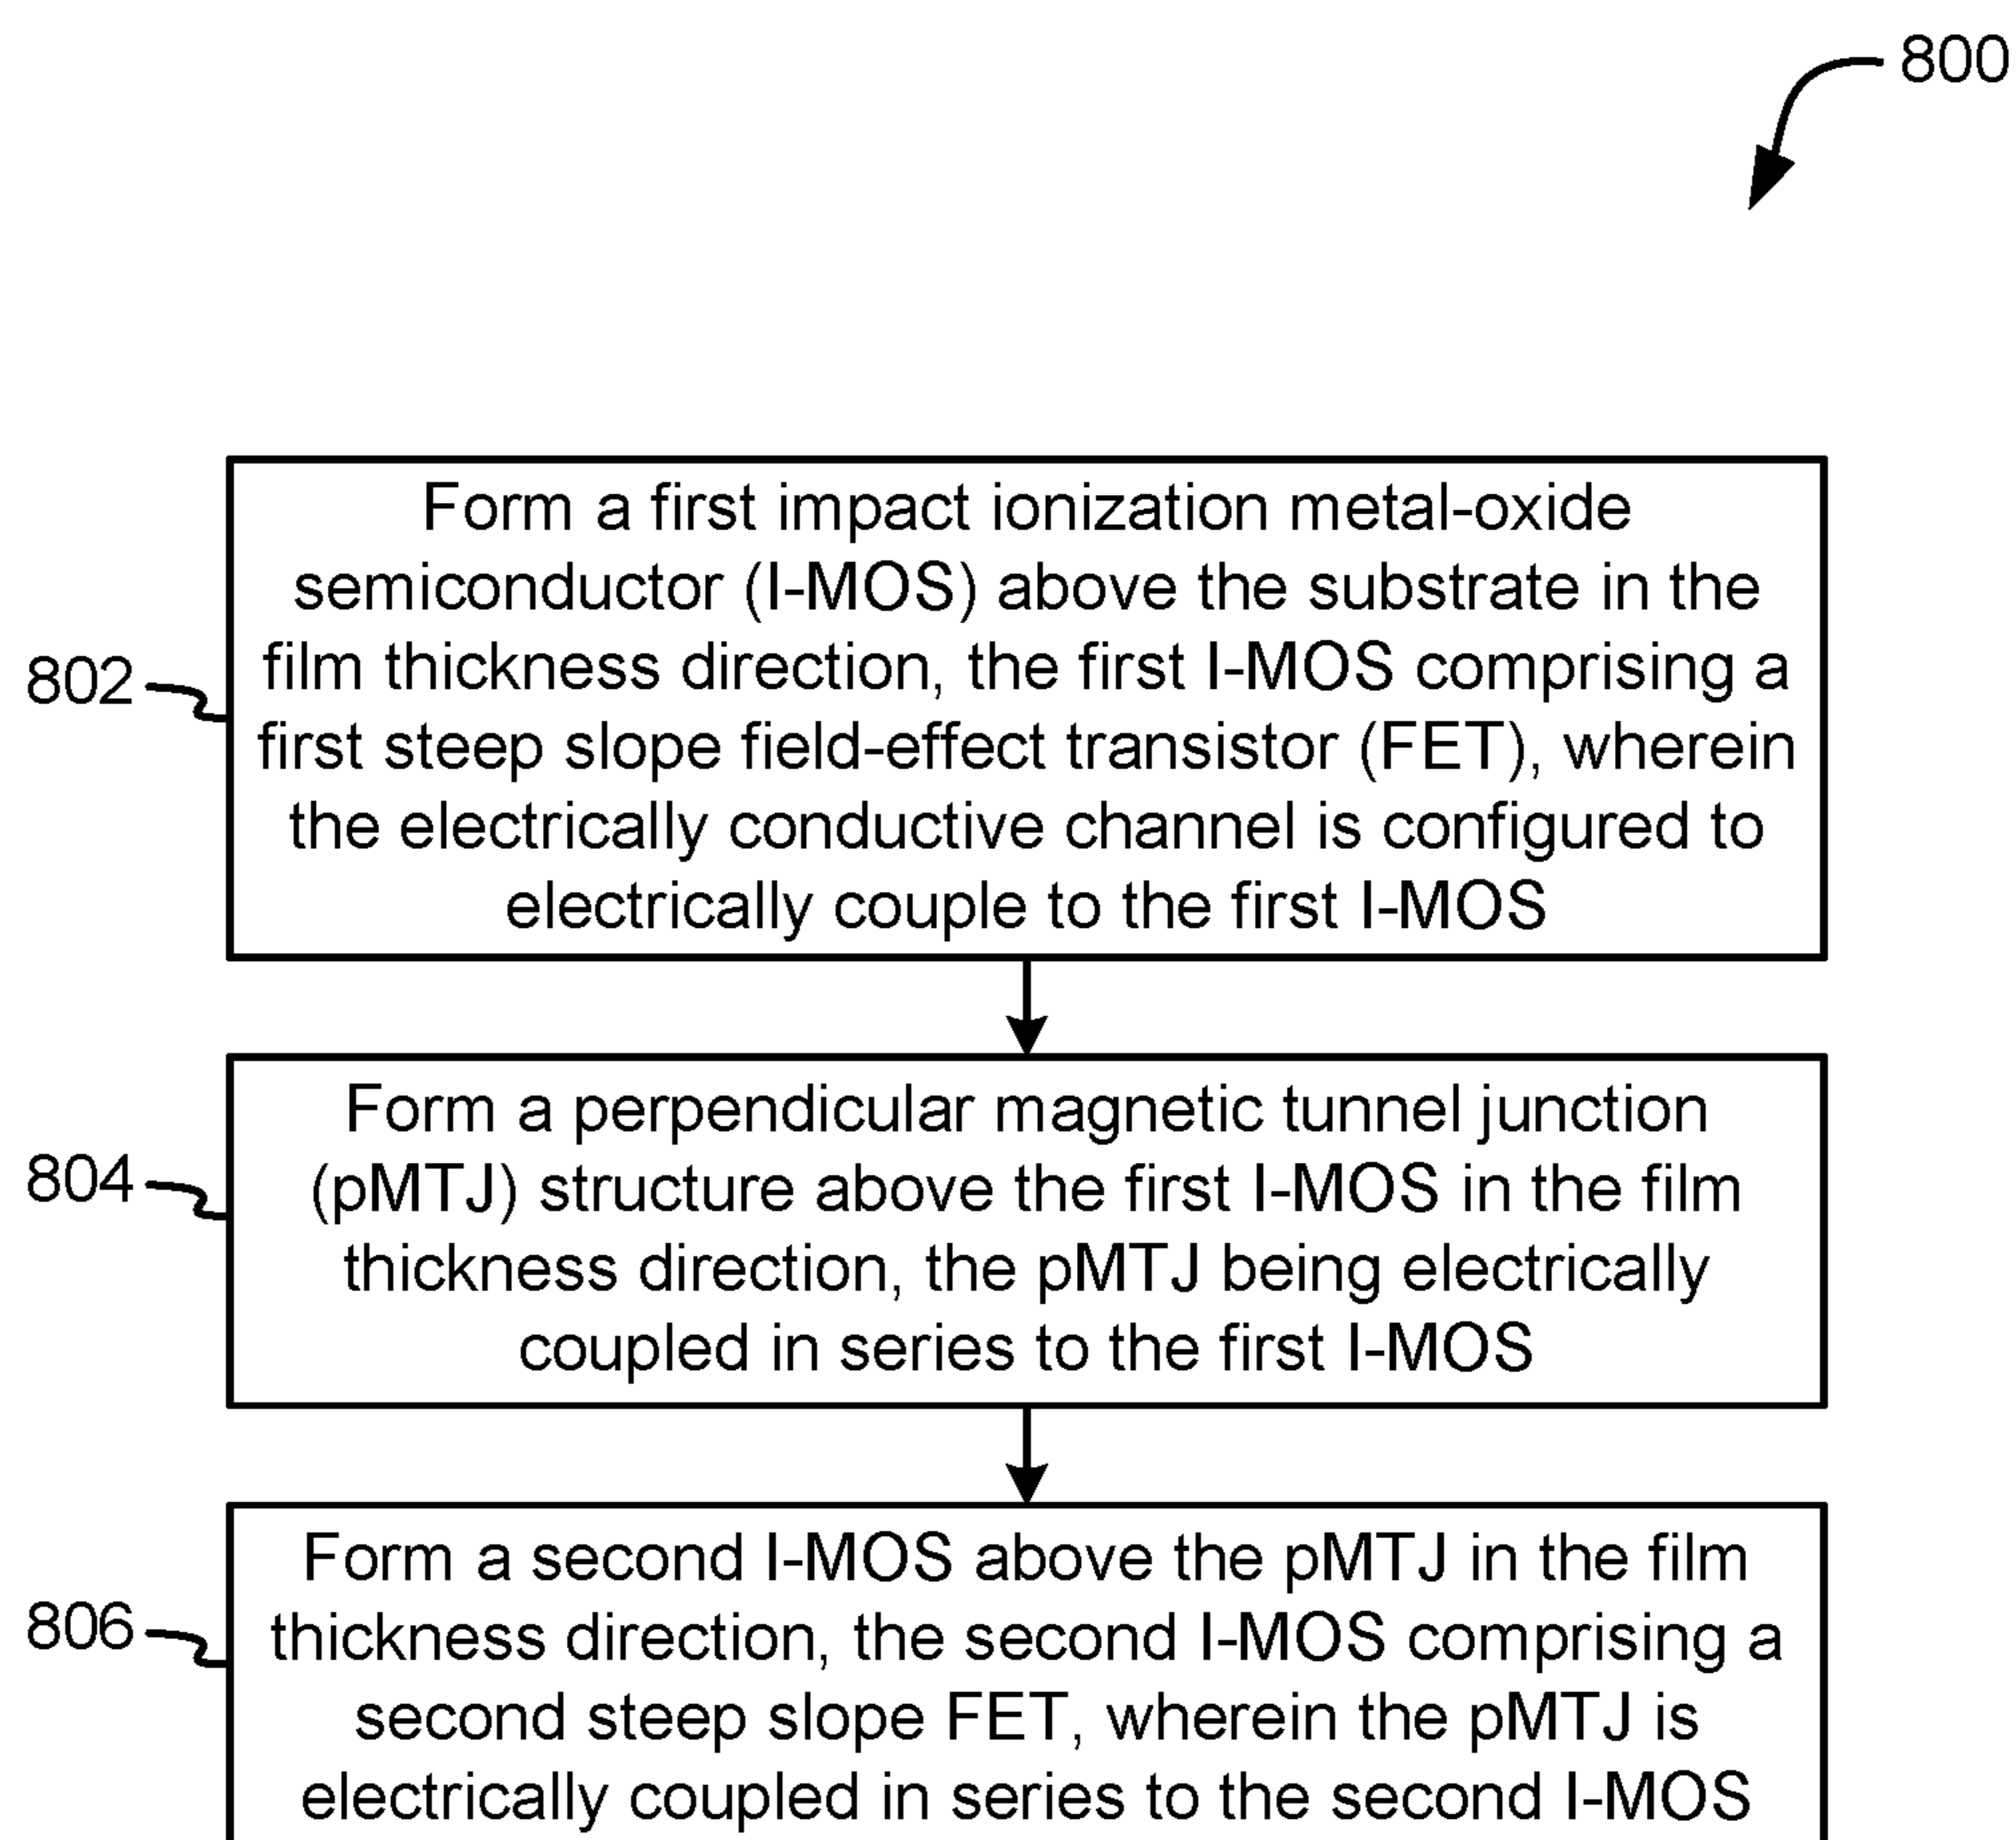 800
Form a first impact ionization metal-oxide
semiconductor (I-MOS) above the substrate in the
film thickness direction, the first I-MOS comprising a
first steep slope field-effect transistor (FET), wherein
the electrically conductive channel is configured to
electrically couple to the first I-MOS
802
Form a perpendicular magnetic tunnel junction
(pMTJ) structure above the first I-MOS in the film
thickness direction, the pMTJ being electrically
coupled in series to the first I-MOS
804
Form a second I-MOS above the pMTJ in the film
thickness direction, the second I-MOS comprising a
second steep slope FET, wherein the pMTJ is
electrically coupled in series to the second I-MOS
806